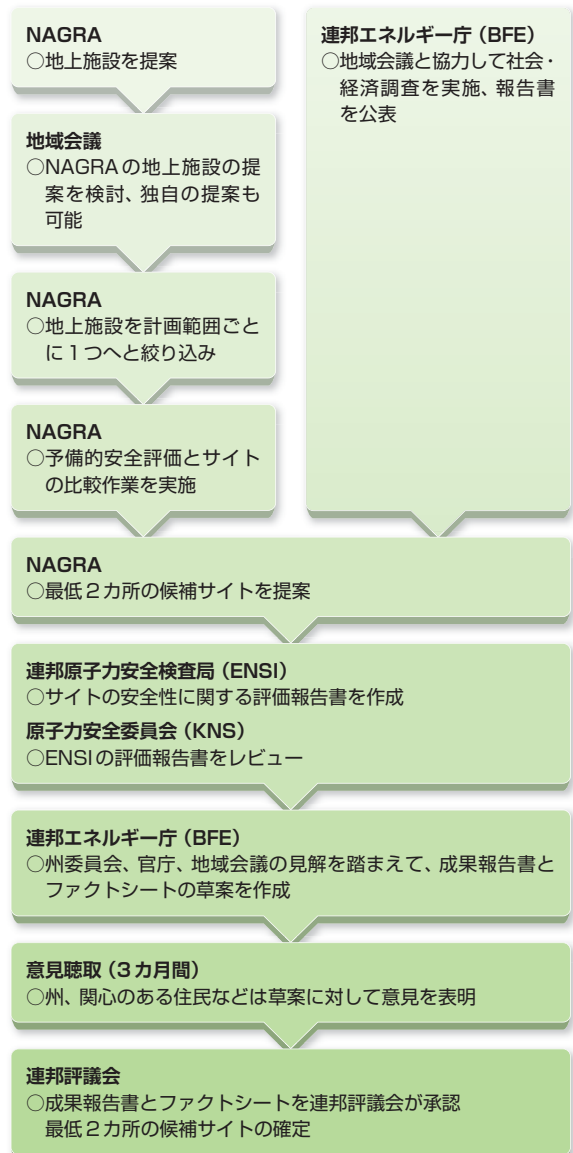 NAGRA
○地上施設を提案
地域会議
○NAGRAの地上施設の提
案を検討、独自の提案も
可能
NAGRA
○地上施設を計画範囲ごと
に1つへと絞り込み
NAGRA
○予備的安全評価とサイト
の比較作業を実施
連邦エネルギー庁（BFE）
○地域会議と協力して社会・
経済調査を実施、報告書
を公表
NAGRA
○最低2カ所の候補サイトを提案
連邦原子力安全検査局（ENSI）
○サイトの安全性に関する評価報告書を作成
原子力安全委員会（KNS）
○ENSIの評価報告書をレビュー
連邦エネルギー庁（BFE）
○州委員会、官庁、地域会議の見解を踏まえて、成果報告書と
ファクトシートの草案を作成
意見聴取（3カ月間）
○州、関心のある住民などは草案に対して意見を表明
連邦評議会
○成果報告書とファクトシートを連邦評議会が承認
最低2カ所の候補サイトの確定